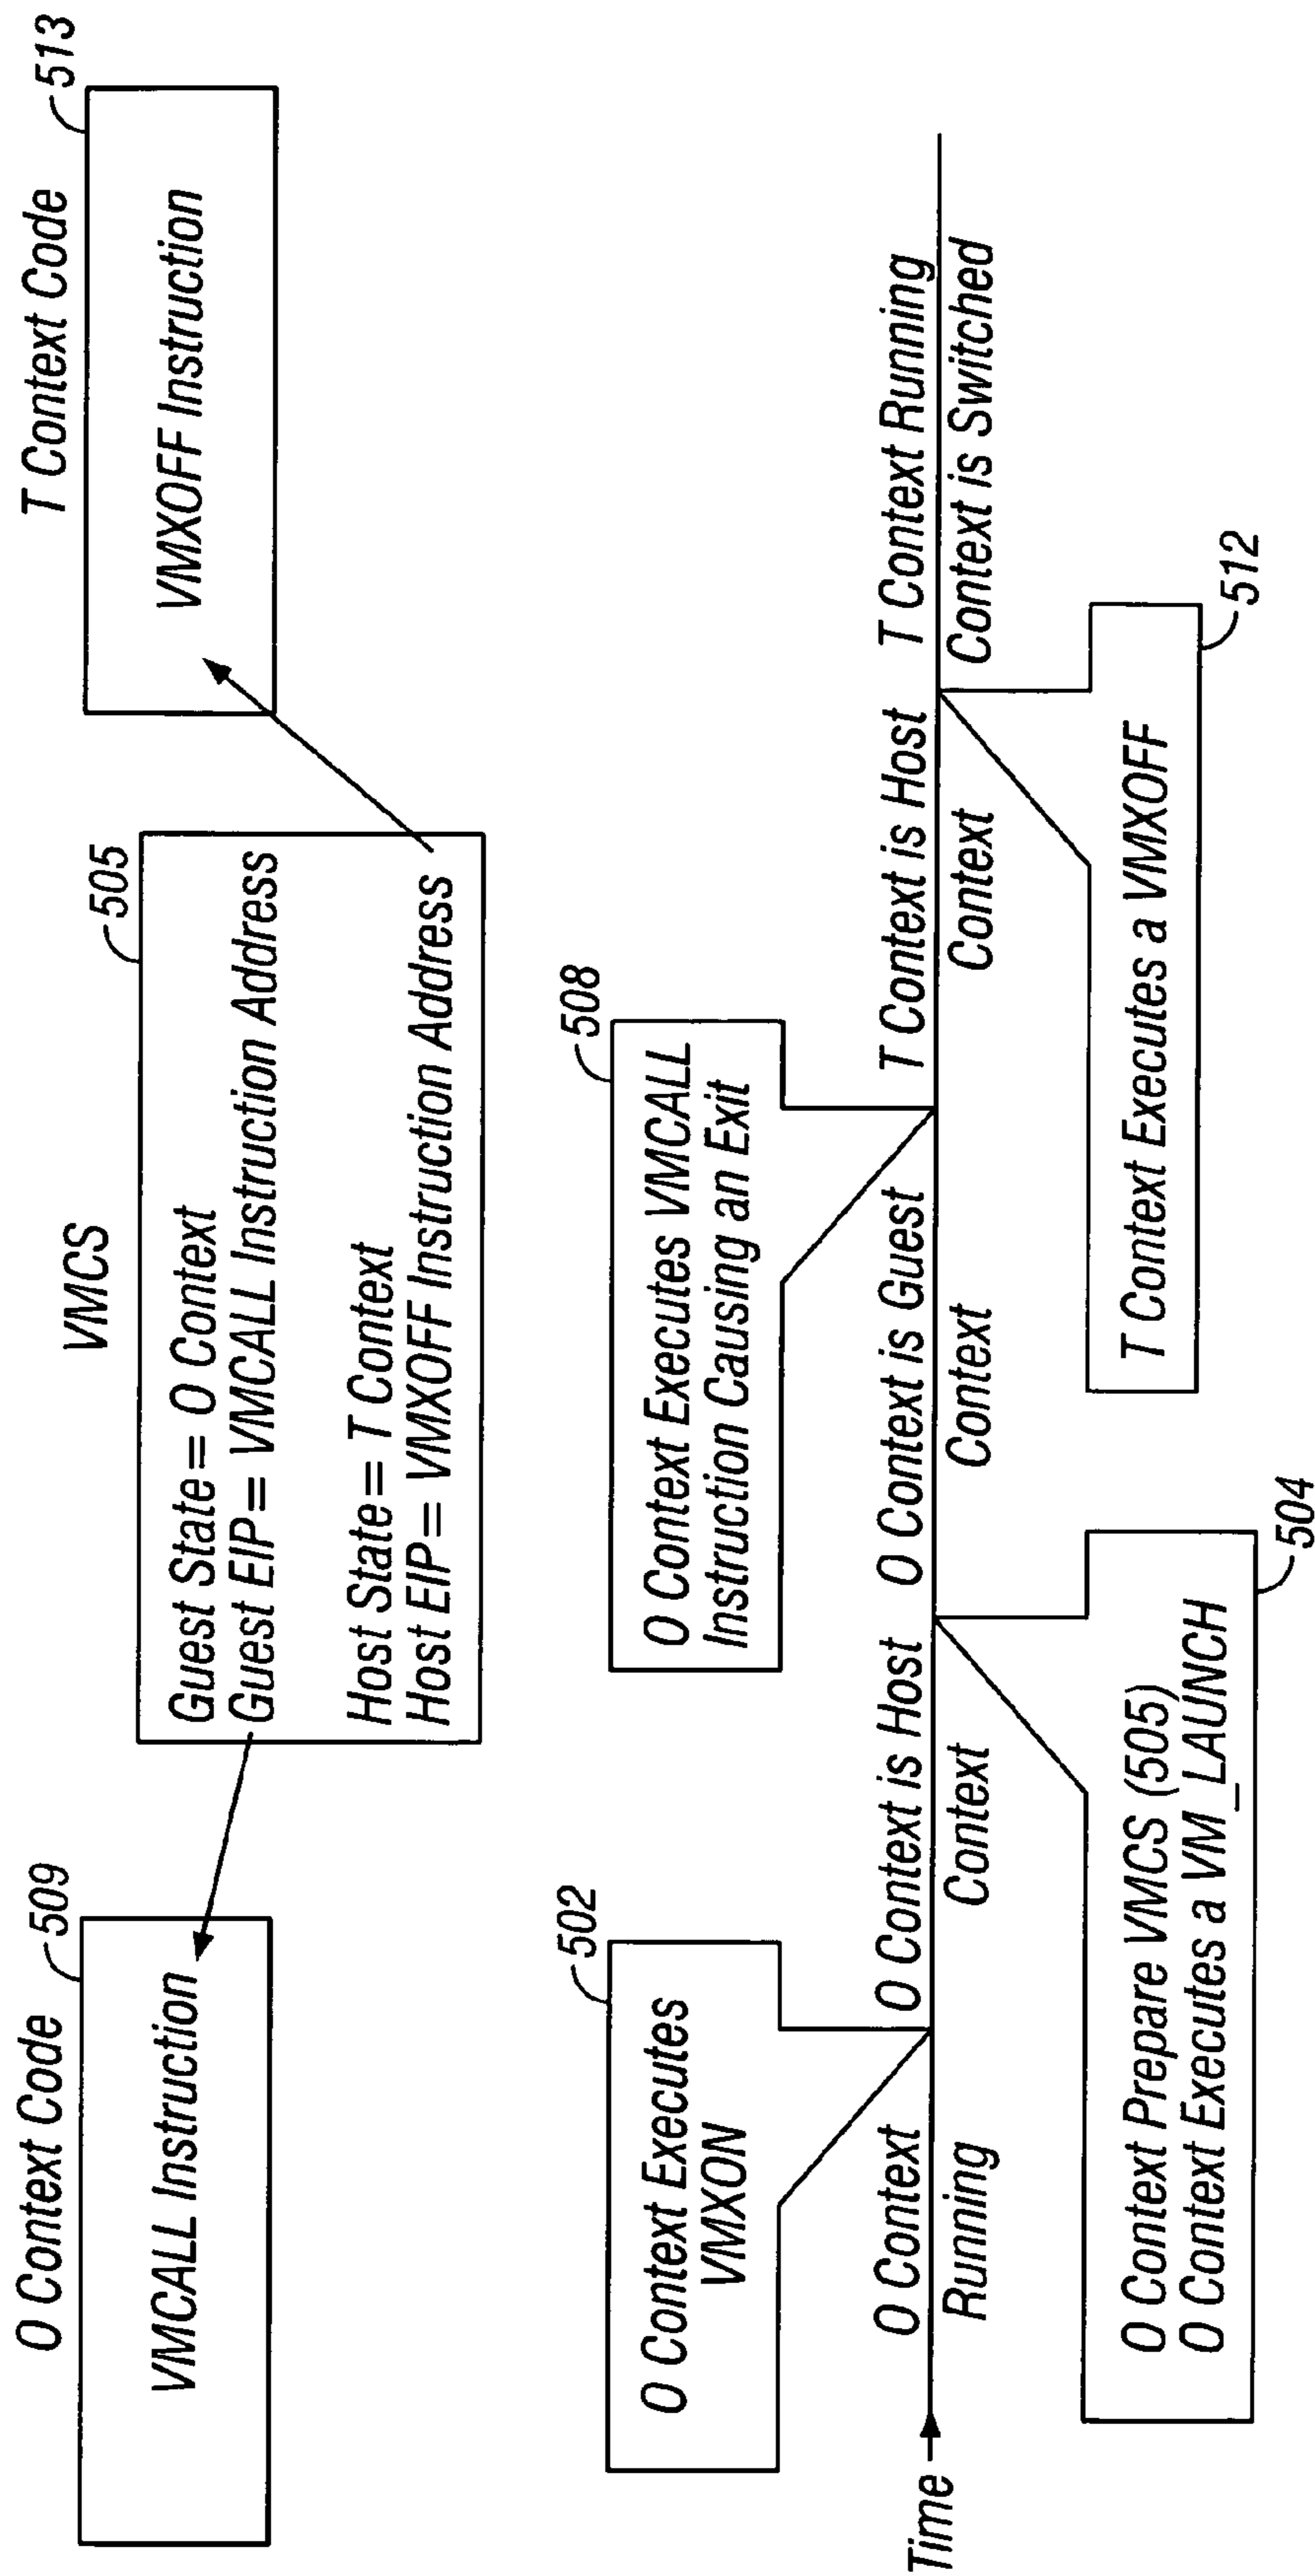 O Context Code
509
VMCALL Instruction
VMCS
505
Guest State = O Context
Guest EIP = VMCALL Instruction Address
Host State = T Context
Host EIP = VMXOFF Instruction Address
T Context Code
513
VMXOFF Instruction
502
O Context Executes
VMXON
508
O Context Executes VMCALL
Instruction Causing an Exit
Time
O Context
Running
O Context is Host
Context
O Context is Guest
Context
T Context is Host
Context
T Context Running
Context is Switched
O Context Prepare VMCS (505)
O Context Executes a VM_LAUNCH
504
T Context Executes a VMXOFF
512